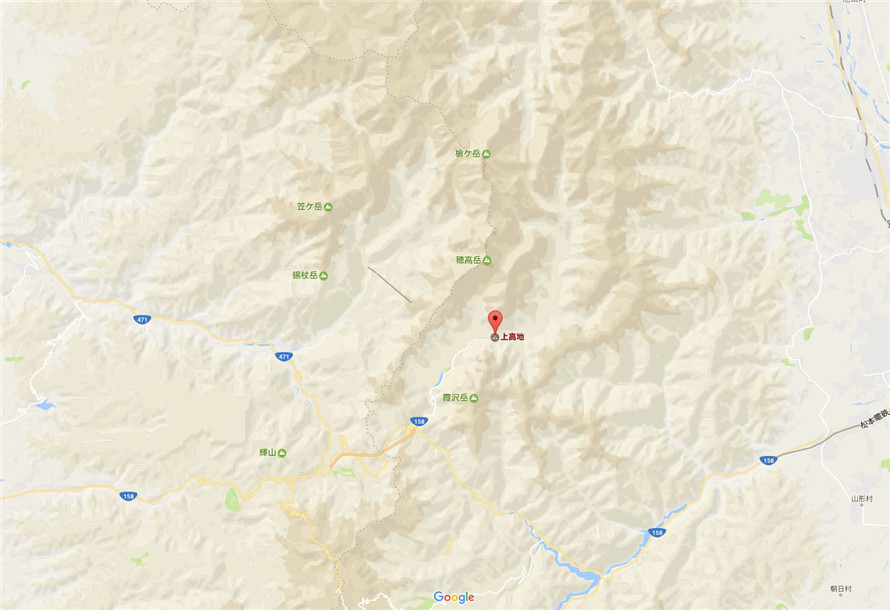 槍ケ岳
笠ケ岳
穂高岳
錫杖岳
471
上高地
471
霞沢岳
158
松本電鉄
輝山
158
158
山形村
158
朝日村
Google